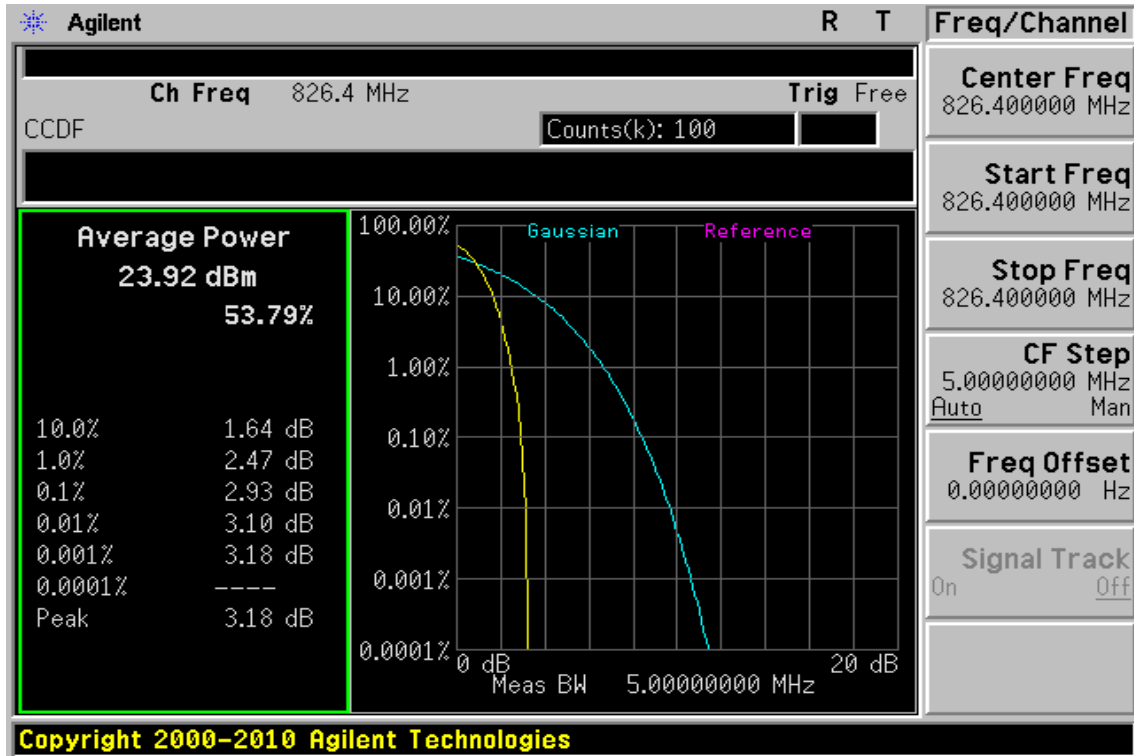 Agilent R T
Ch Freq 826.4 MHz Trig Free
CCDF Counts(k): 100
Average Power
23.92 dBm
53.79%
10.0% 1.64 dB
1.0% 2.47 dB
0.1% 2.93 dB
0.01% 3.10 dB
0.001% 3.18 dB
0.0001% ----
Peak 3.18 dB
Gaussian Reference
100.00%
10.00%
1.00%
0.10%
0.01%
0.001%
0.0001%
0 dB 20 dB
Meas BW 5.00000000 MHz
Freq/Channel
Center Freq
826.400000 MHz
Start Freq
826.400000 MHz
Stop Freq
826.400000 MHz
CF Step
5.00000000 MHz
Auto Man
Freq Offset
0.00000000 Hz
Signal Track
On Off
Copyright 2000-2010 Agilent Technologies